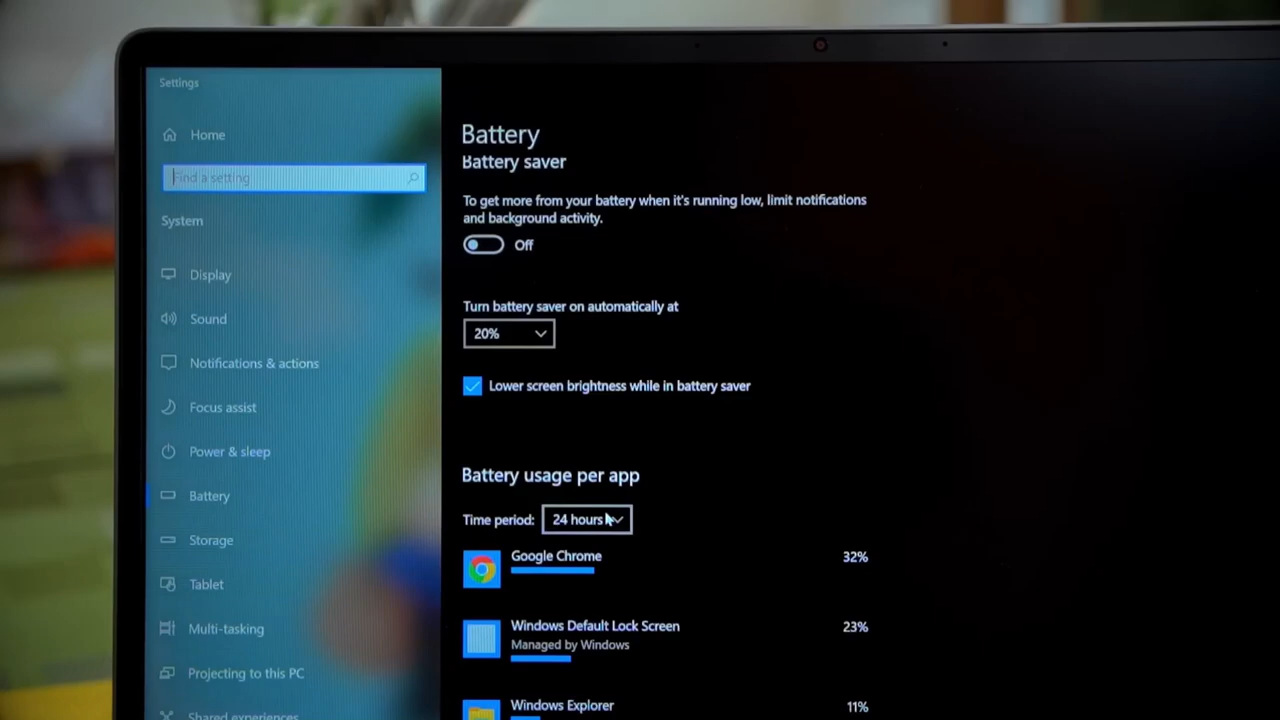 Settings
Home
Find a setting
System
Display
Sound
Notifications & actions
Focus assist
Power & sleep
Battery
Storage
Tablet
Multi-tasking
Projecting to this PC
Shared experiences
Battery
Battery saver
To get more from your battery when it's running low, limit notifications
and background activity.
Off
Turn battery saver on automatically at
20%
Lower screen brightness while in battery saver
Battery usage per app
Time period: 24 hours
Google Chrome 32%
Windows Default Lock Screen 23%
Managed by Windows
Windows Explorer 11%